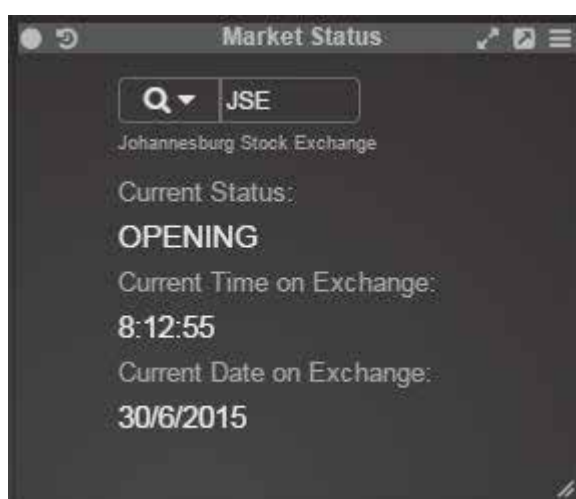 Market Status
JSE
Johannesburg Stock Exchange
Current Status:
OPENING
Current Time on Exchange:
8:12:55
Current Date on Exchange:
30/6/2015